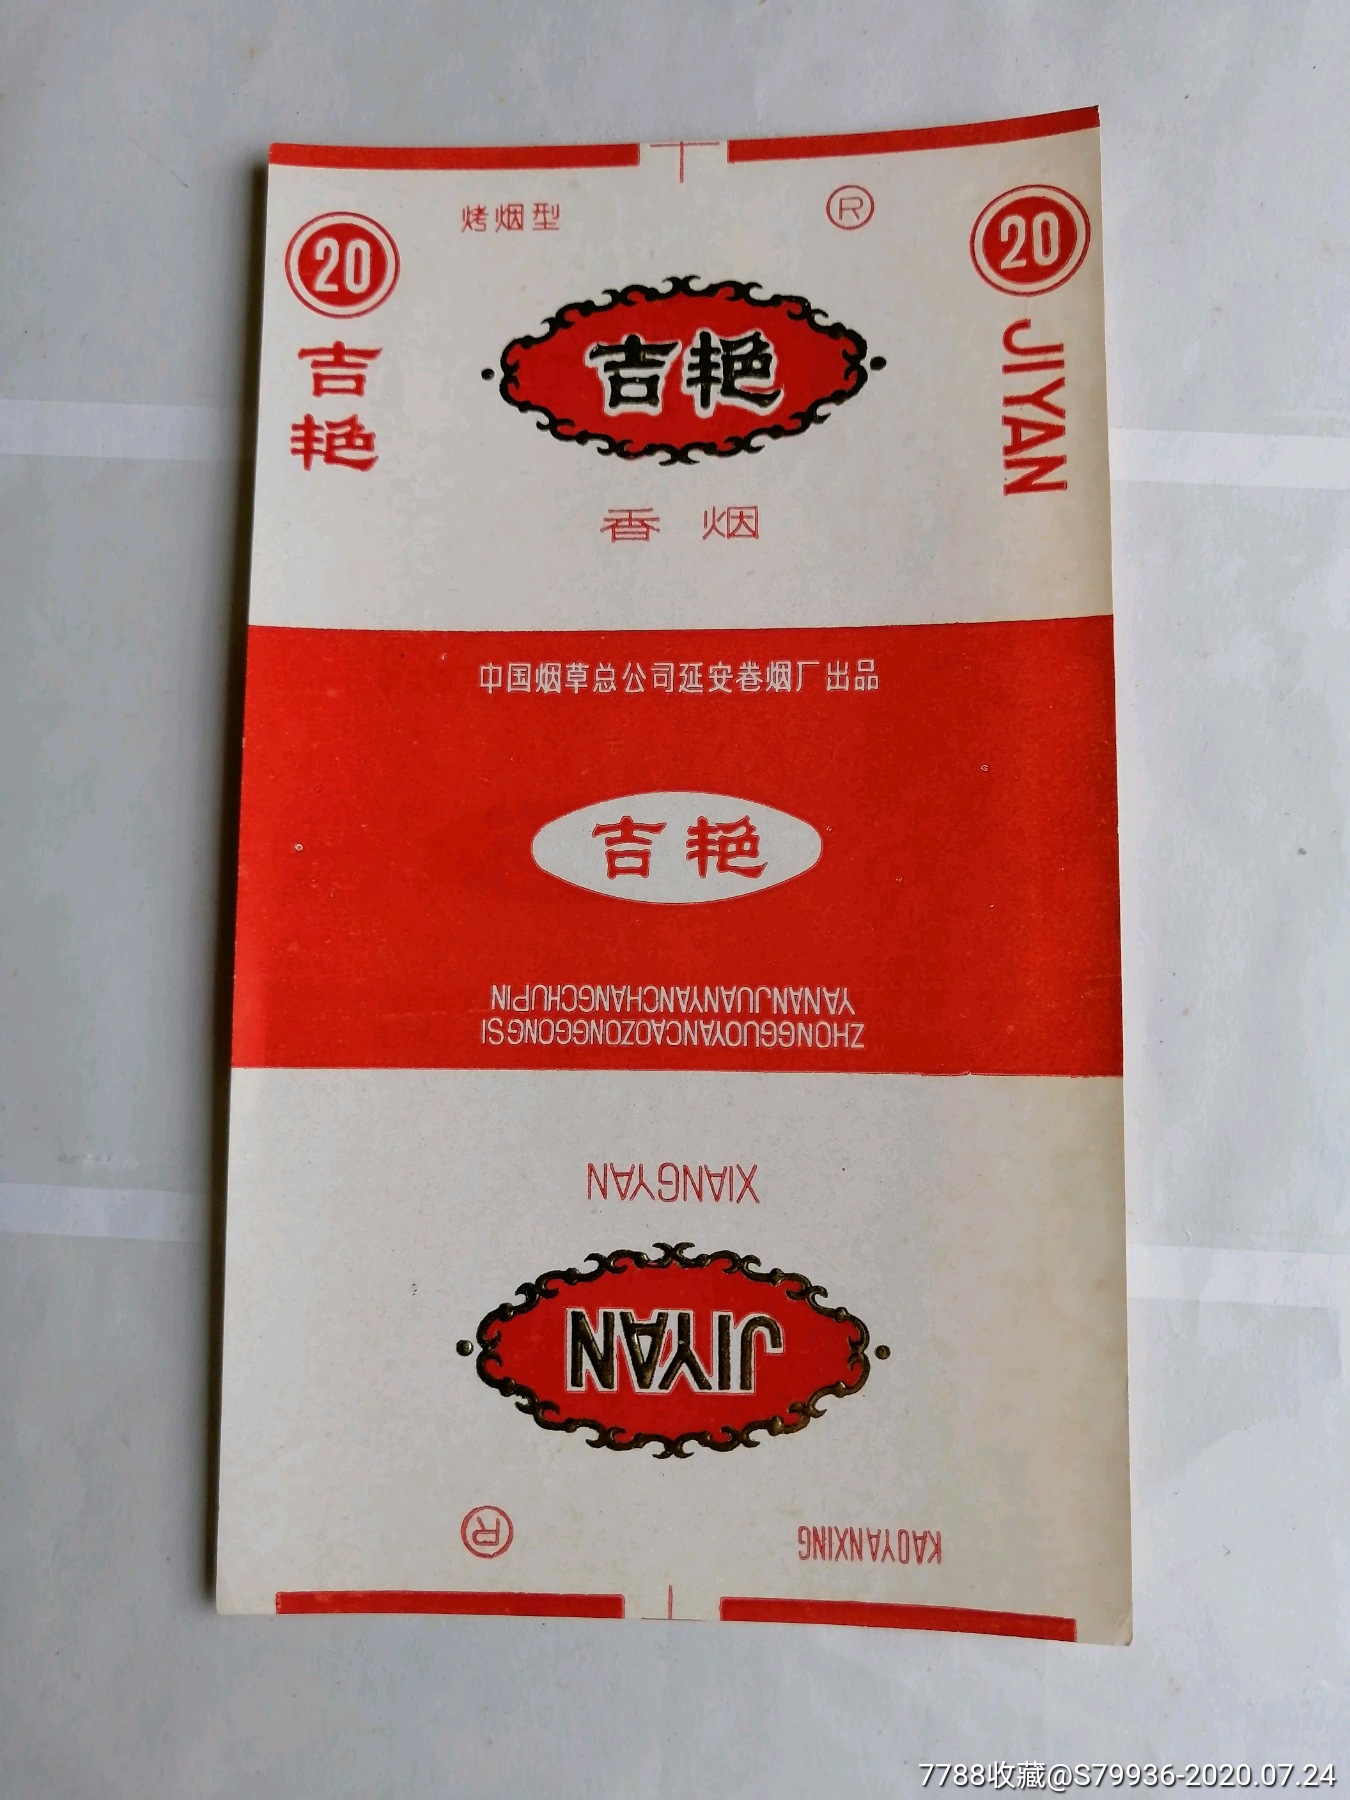 烤烟型
®
20
吉艳
20
JIYAN
吉艳
香烟
中国烟草总公司延安卷烟厂出品
吉艳
ZHONGGUOYANCAOZONGGONGSI
YANANJUANYANCHANGCHUPIN
XIANGYAN
JIYAN
®
KAOYANXING
7788收藏@S79936-2020.07.24